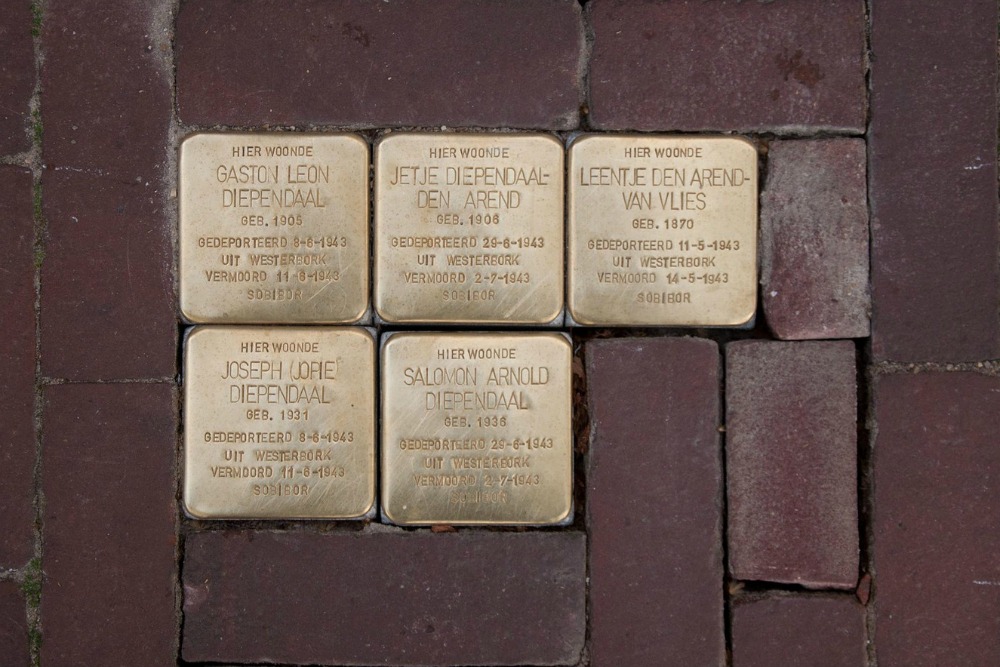 HIER WOONDE
GASTON LEON
DIEPENDAAL
GEB. 1905
GEDEPORTEERD 8-6-1943
UIT WESTERBORK
VERMOORD 11-6-1943
SOBIBOR
HIER WOONDE
JETJE DIEPENDAAL-
DEN AREND
GEB. 1906
GEDEPORTEERD 29-6-1943
UIT WESTERBORK
VERMOORD 2-7-1943
SOBIBOR
HIER WOONDE
LEENTJE DEN AREND-
VAN VLIES
GEB. 1870
GEDEPORTEERD 11-5-1943
UIT WESTERBORK
VERMOORD 14-5-1943
SOBIBOR
HIER WOONDE
JOSEPH (JOPIE)
DIEPENDAAL
GEB. 1931
GEDEPORTEERD 8-6-1943
UIT WESTERBORK
VERMOORD 11-6-1943
SOBIBOR
HIER WOONDE
SALOMON ARNOLD
DIEPENDAAL
GEB. 1936
GEDEPORTEERD 29-6-1943
UIT WESTERBORK
VERMOORD 2-7-1943
SOBIBOR